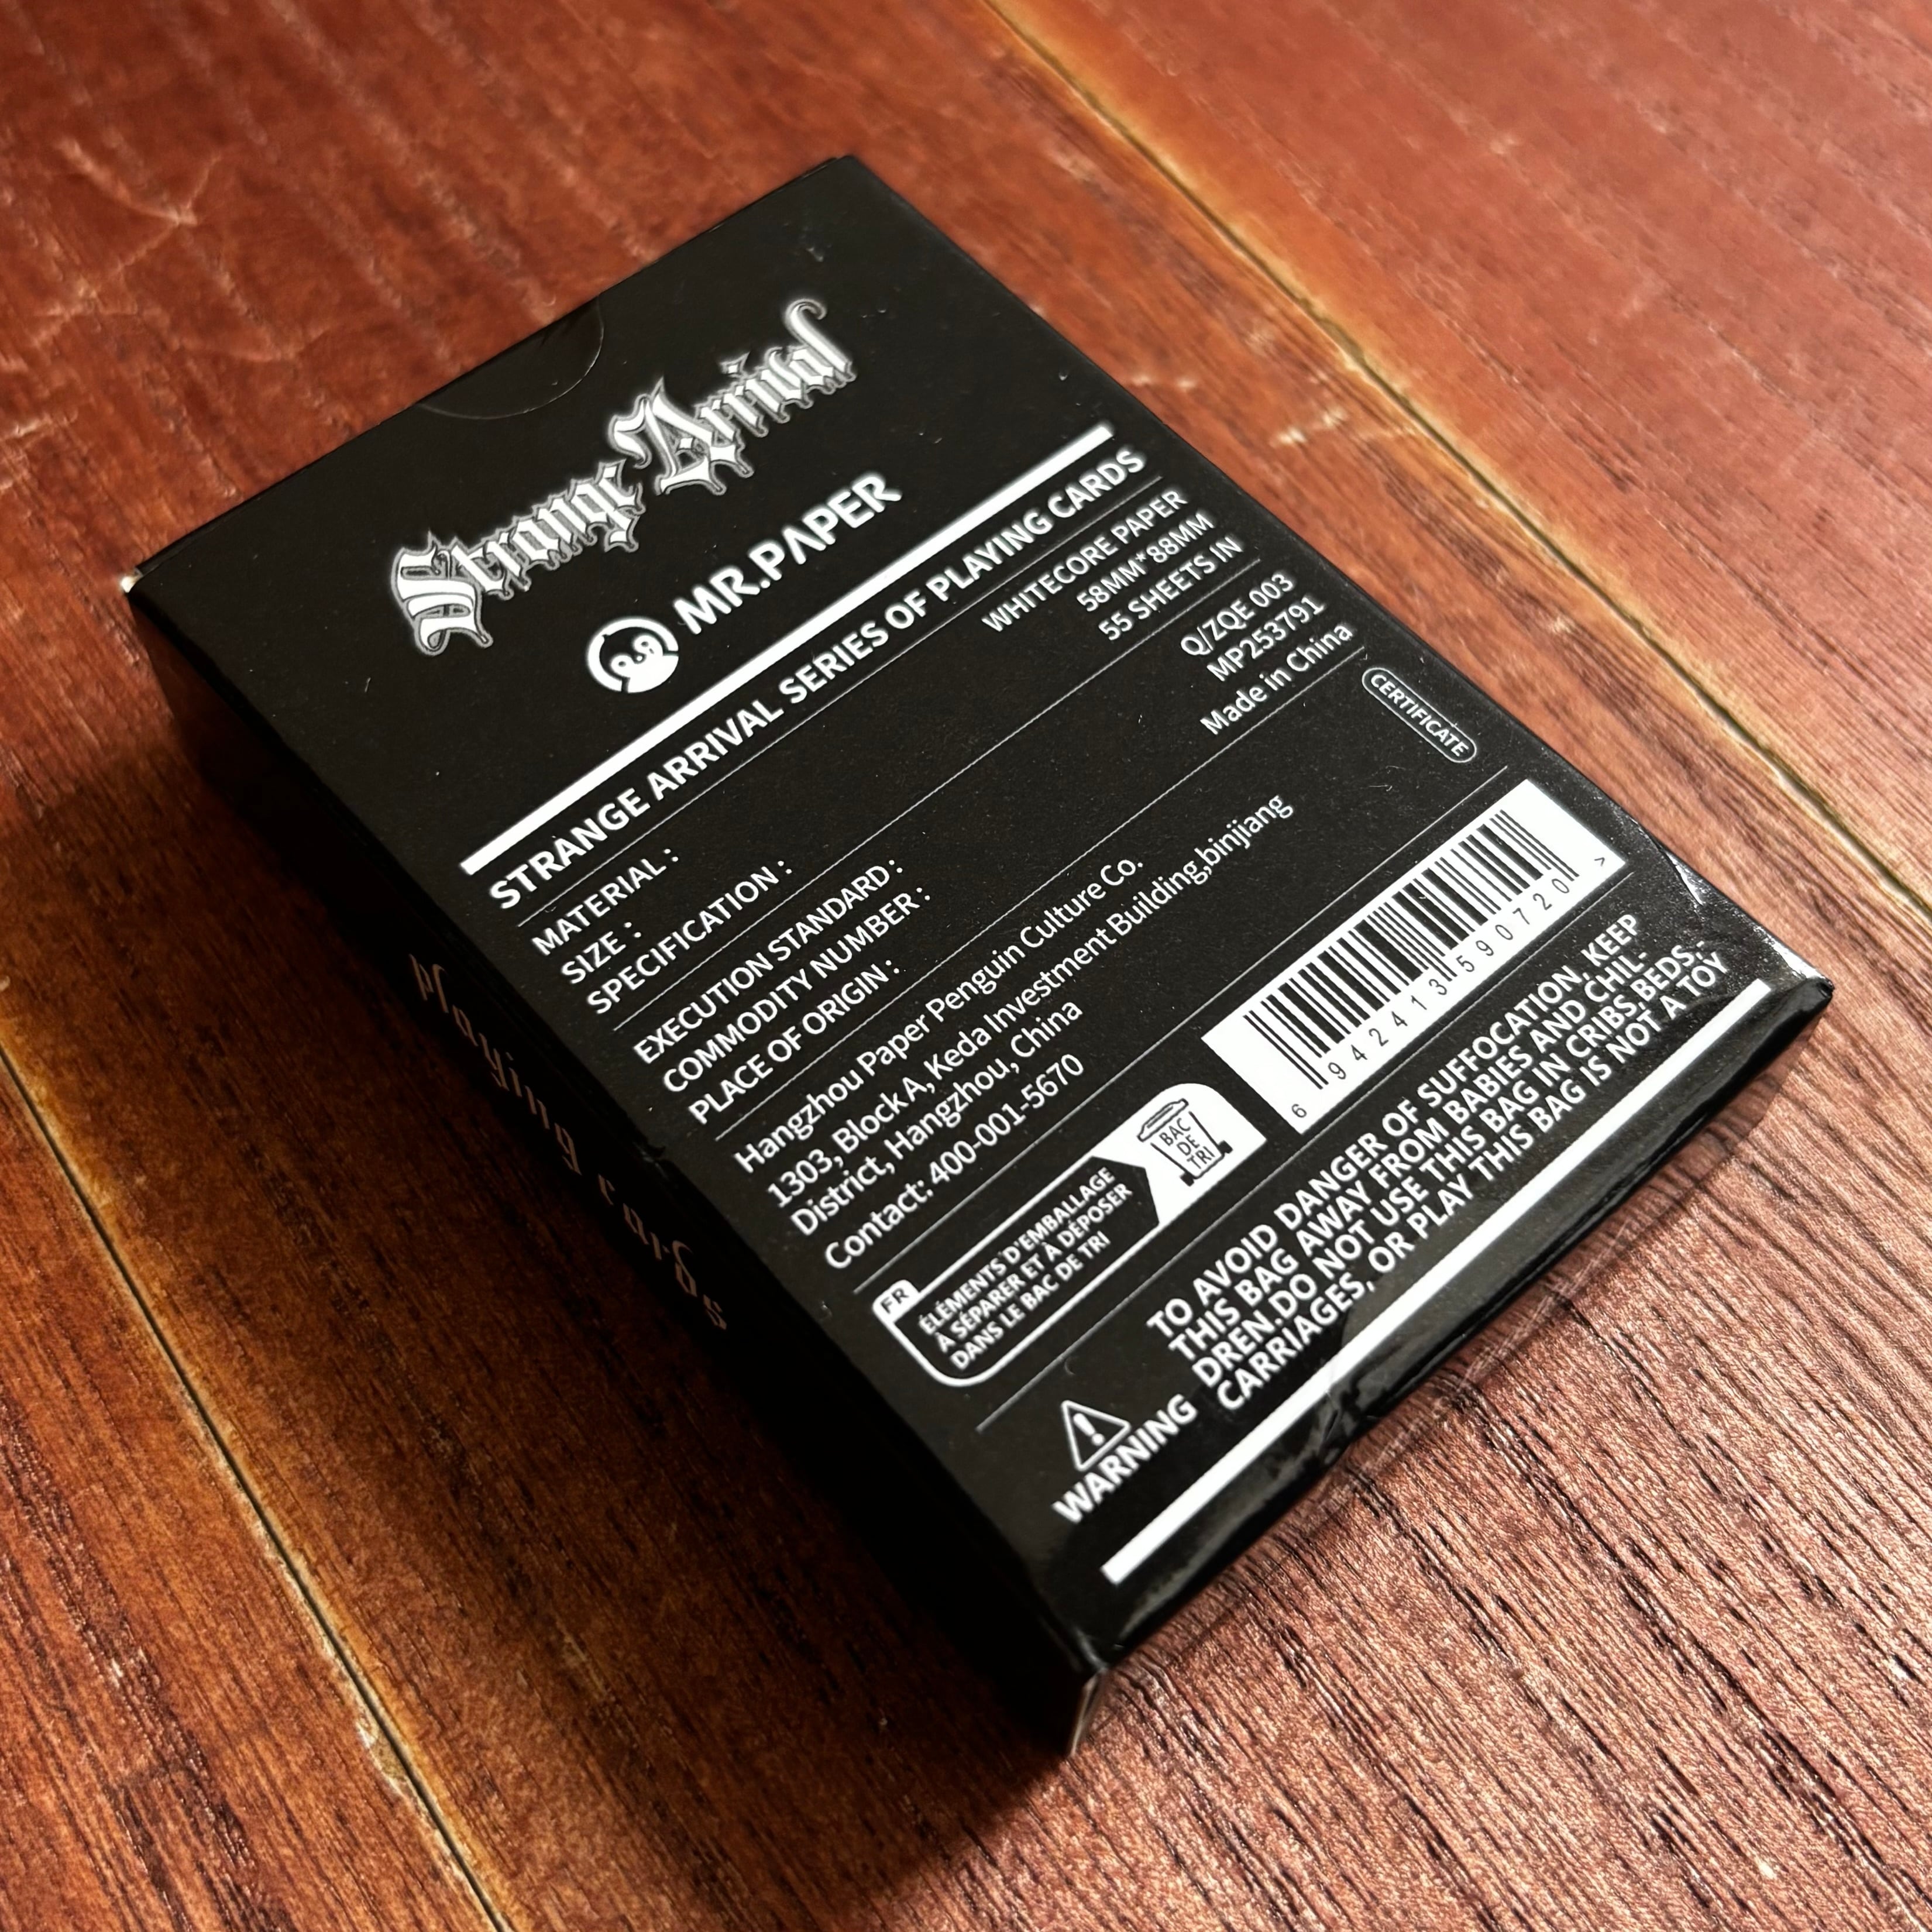 Strange Arrival
MR.PAPER
STRANGE ARRIVAL SERIES OF PLAYING CARDS
MATERIAL : WHITECORE PAPER
SIZE : 58MM*88MM
SPECIFICATION : 55 SHEETS IN
EXECUTION STANDARD : Q/ZQE 003
COMMODITY NUMBER : MP253791
PLACE OF ORIGIN : Made in China
CERTIFICATE
Hangzhou Paper Penguin Culture Co.
1303, Block A, Keda Investment Building,binjiang
District, Hangzhou, China
Contact: 400-001-5670
FR
ÉLÉMENTS D'EMBALLAGE
À SÉPARER ET À DÉPOSER
DANS LE BAC DE TRI
BAC
DE
TRI
6 942413 590720 >
WARNING
TO AVOID DANGER OF SUFFOCATION, KEEP
THIS BAG AWAY FROM BABIES AND CHIL-
DREN.DO NOT USE THIS BAG IN CRIBS,BEDS,-
CARRIAGES, OR PLAY THIS BAG IS NOT A TOY
playing cards